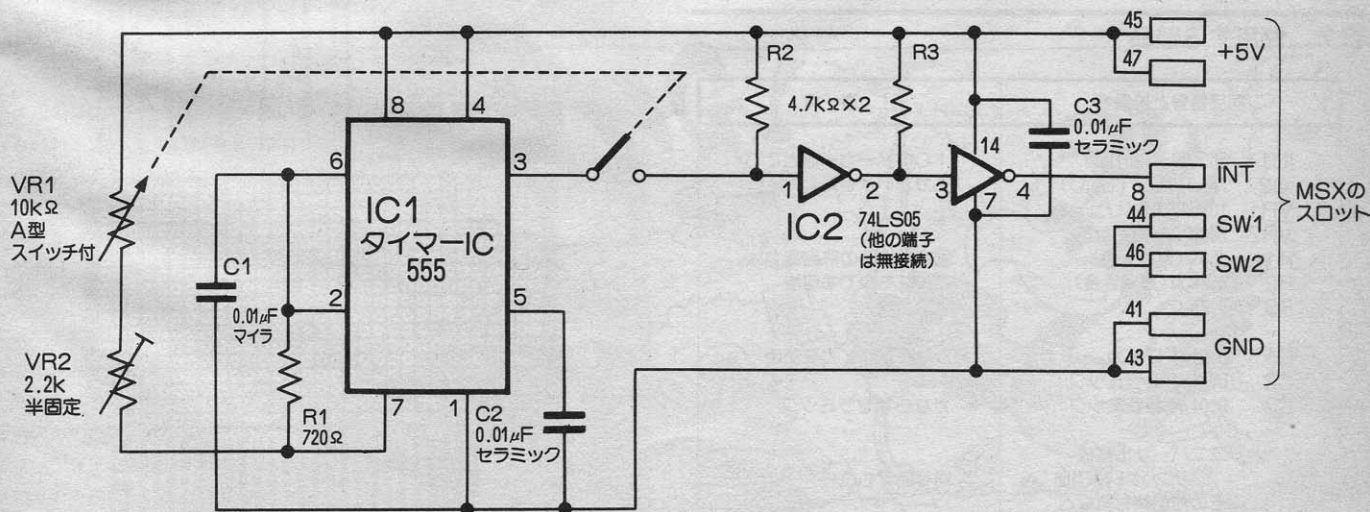 VR1
10kΩ
A型
スイッチ付
VR2
2.2k
半固定
C1
0.01μF
マイラ
R1
720Ω
8
4
6
3
2
5
7
1
IC1
タイマーIC
555
C2
0.01μF
セラミック
R2
R3
4.7kΩ×2
1
2
IC2
74LS05
(他の端子
は無接続)
3
14
7
4
C3
0.01μF
セラミック
45
47
+5V
8
INT
44
SW1
46
SW2
41
43
GND
MSXの
スロット